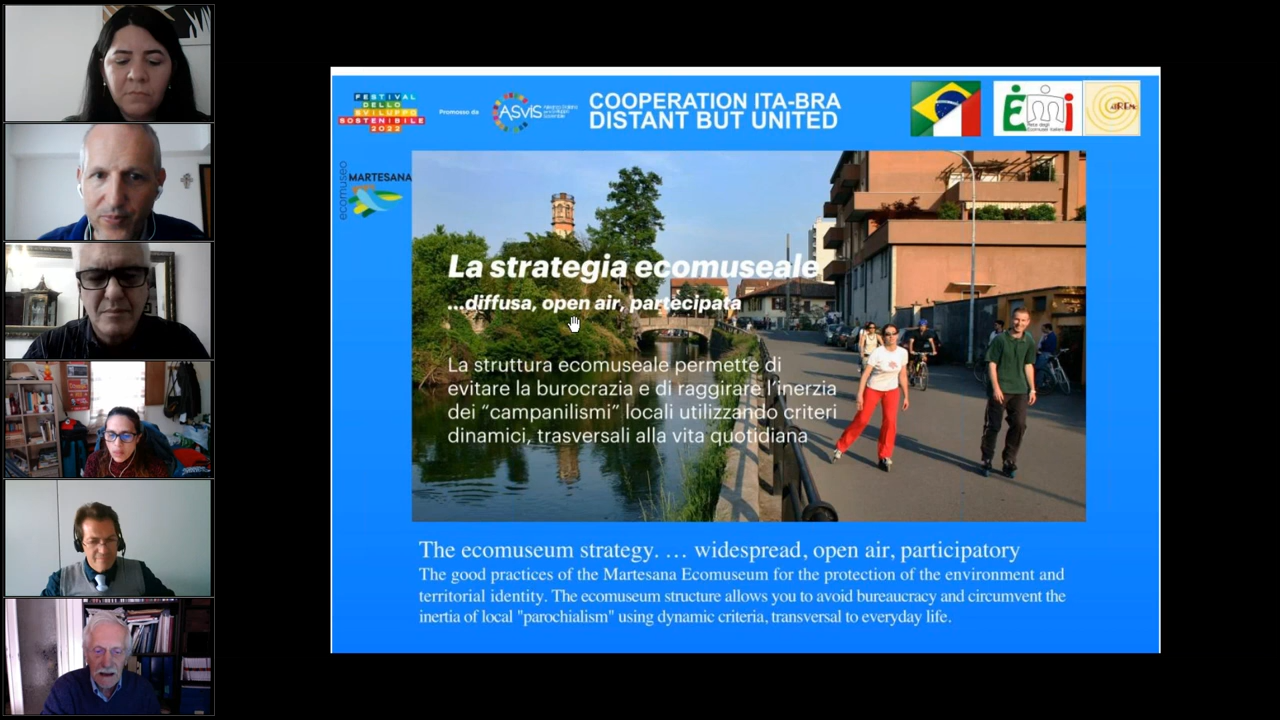 FESTIVAL
DELLO
SVILUPPO
SOSTENIBILE
2022
Promosso da
ASVIS
COOPERATION ITA-BRA
DISTANT BUT UNITED
ecomuseo
MARTESANA
La strategia ecomuseale
...diffusa, open air, partecipata
La struttura ecomuseale permette di
evitare la burocrazia e di raggirare l'inerzia
dei “campanilismi” locali utilizzando criteri
dinamici, trasversali alla vita quotidiana
The ecomuseum strategy. … widespread, open air, participatory
The good practices of the Martesana Ecomuseum for the protection of the environment and
territorial identity. The ecomuseum structure allows you to avoid bureaucracy and circumvent the
inertia of local "parochialism" using dynamic criteria, transversal to everyday life.